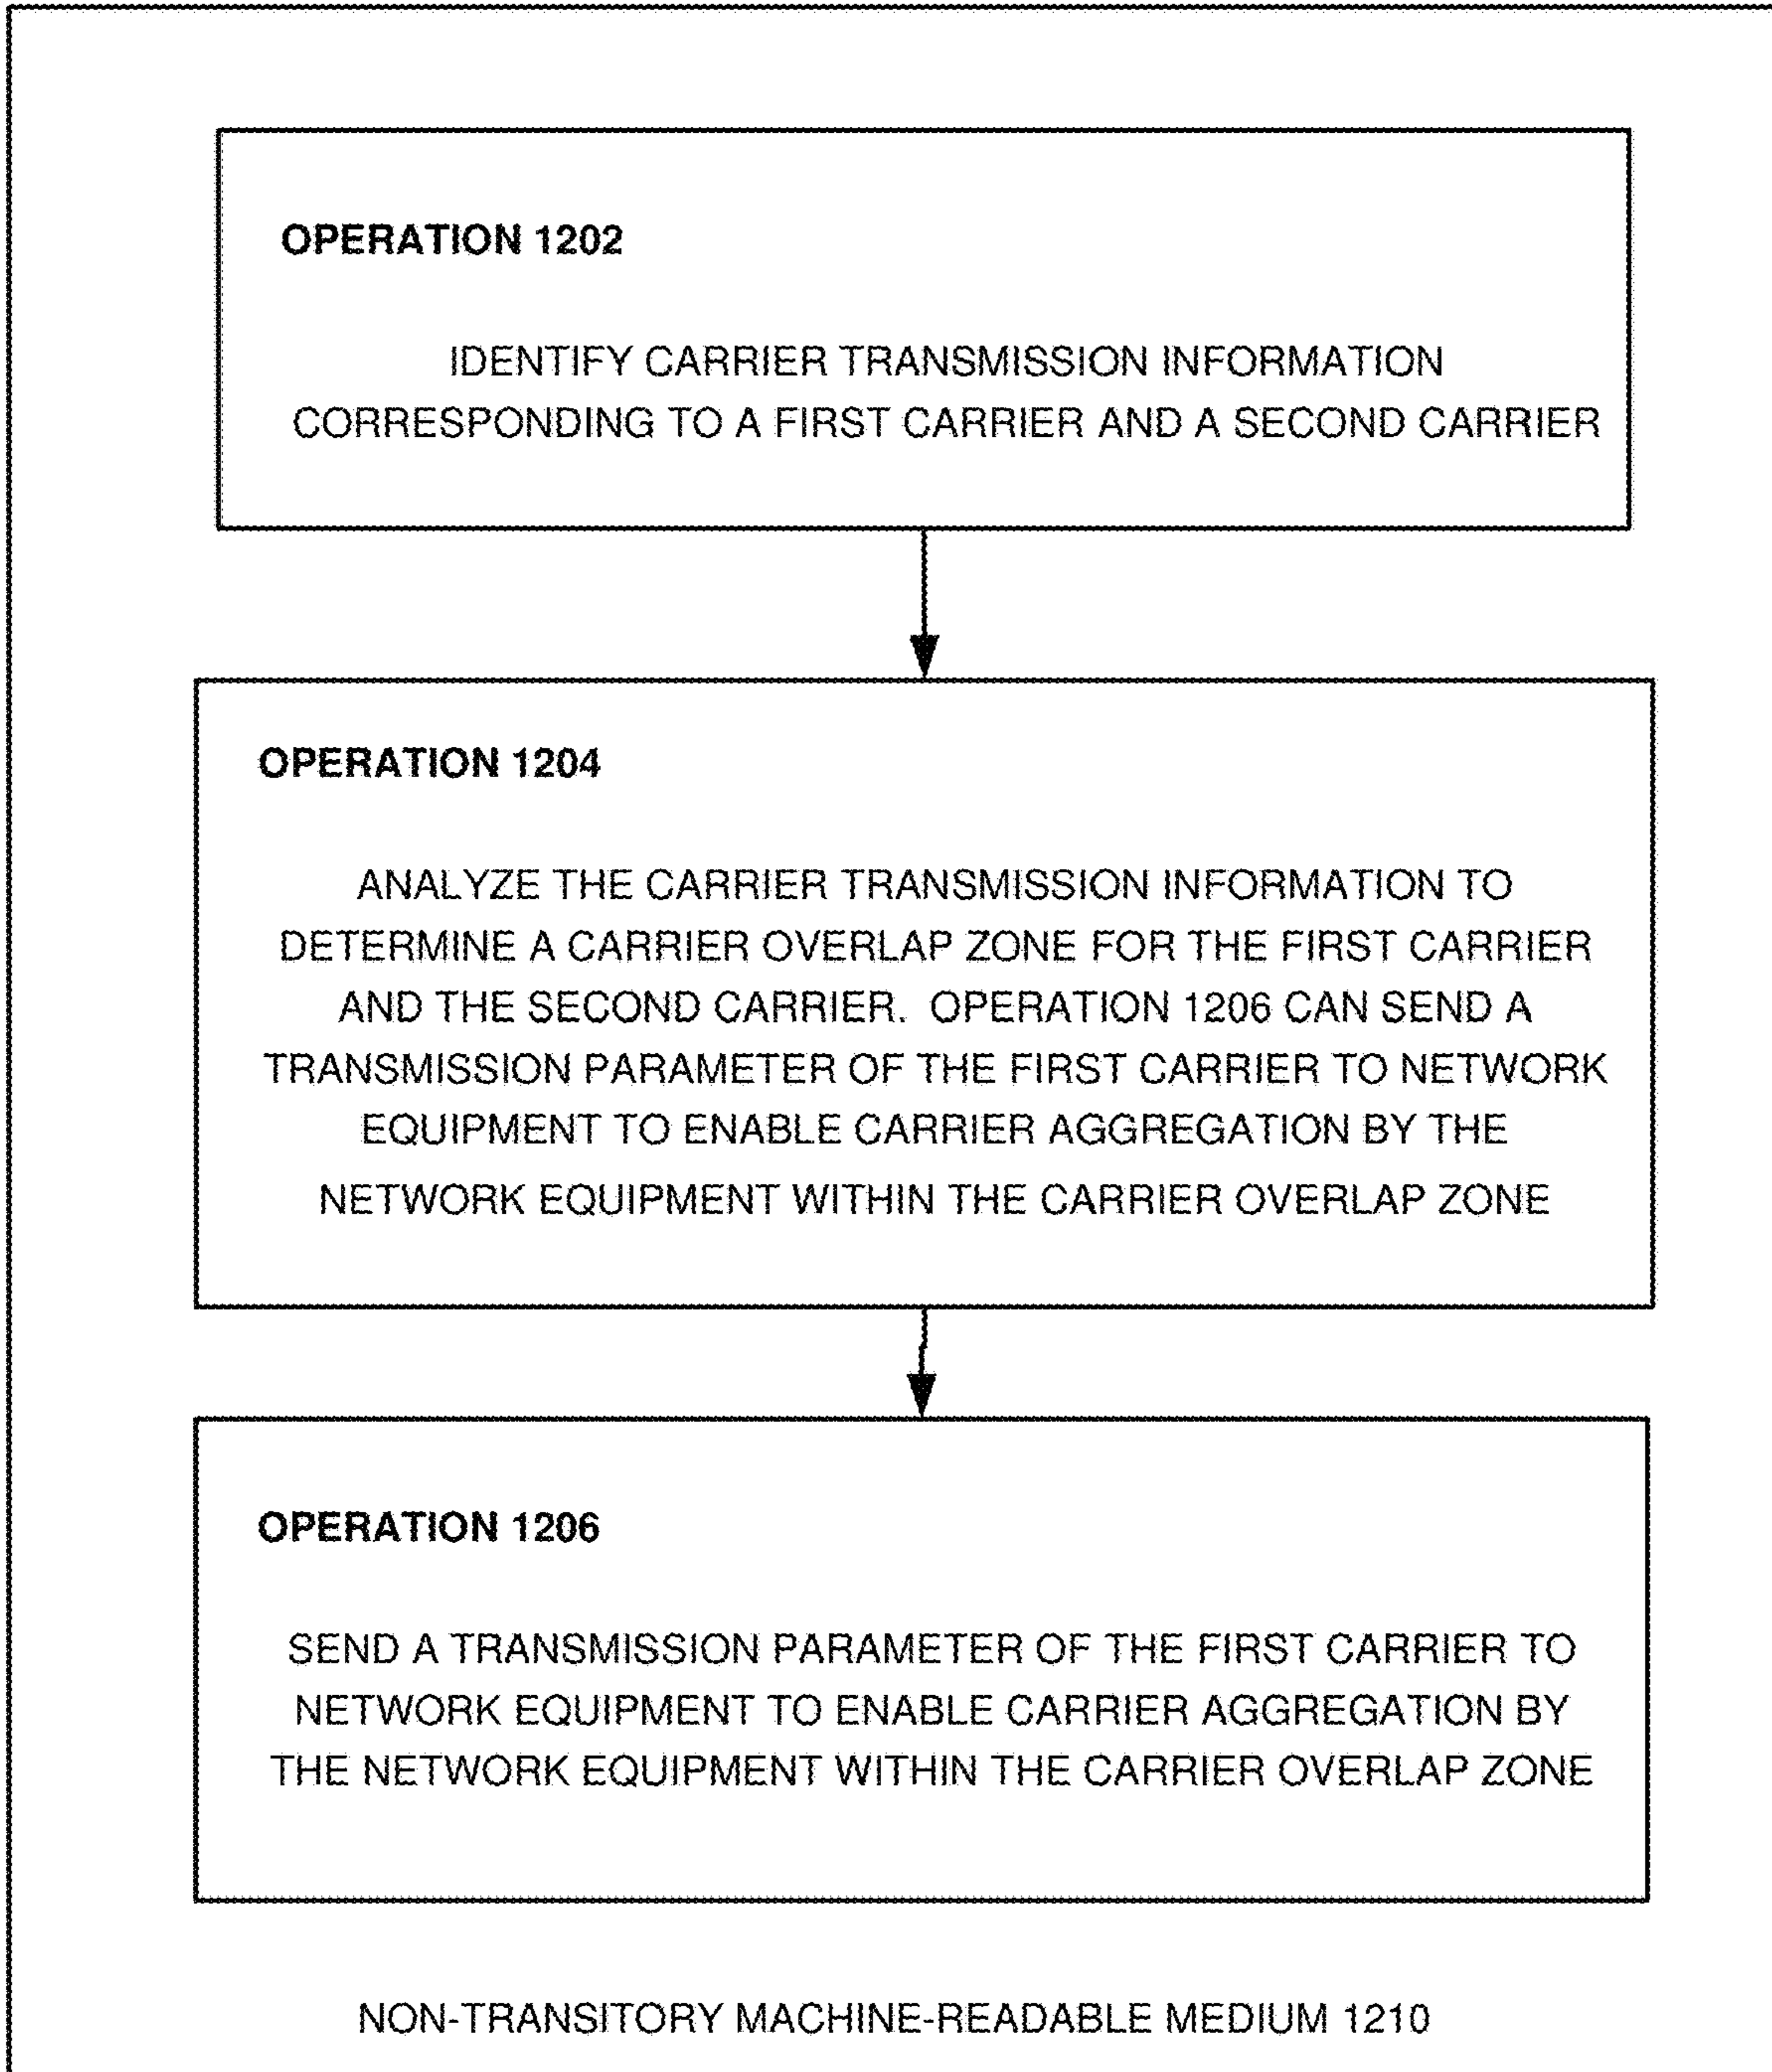 OPERATION 1202
IDENTIFY CARRIER TRANSMISSION INFORMATION
CORRESPONDING TO A FIRST CARRIER AND A SECOND CARRIER
OPERATION 1204
ANALYZE THE CARRIER TRANSMISSION INFORMATION TO
DETERMINE A CARRIER OVERLAP ZONE FOR THE FIRST CARRIER
AND THE SECOND CARRIER.  OPERATION 1206 CAN SEND A
TRANSMISSION PARAMETER OF THE FIRST CARRIER TO NETWORK
EQUIPMENT TO ENABLE CARRIER AGGREGATION BY THE
NETWORK EQUIPMENT WITHIN THE CARRIER OVERLAP ZONE
OPERATION 1206
SEND A TRANSMISSION PARAMETER OF THE FIRST CARRIER TO
NETWORK EQUIPMENT TO ENABLE CARRIER AGGREGATION BY
THE NETWORK EQUIPMENT WITHIN THE CARRIER OVERLAP ZONE
NON-TRANSITORY MACHINE-READABLE MEDIUM 1210